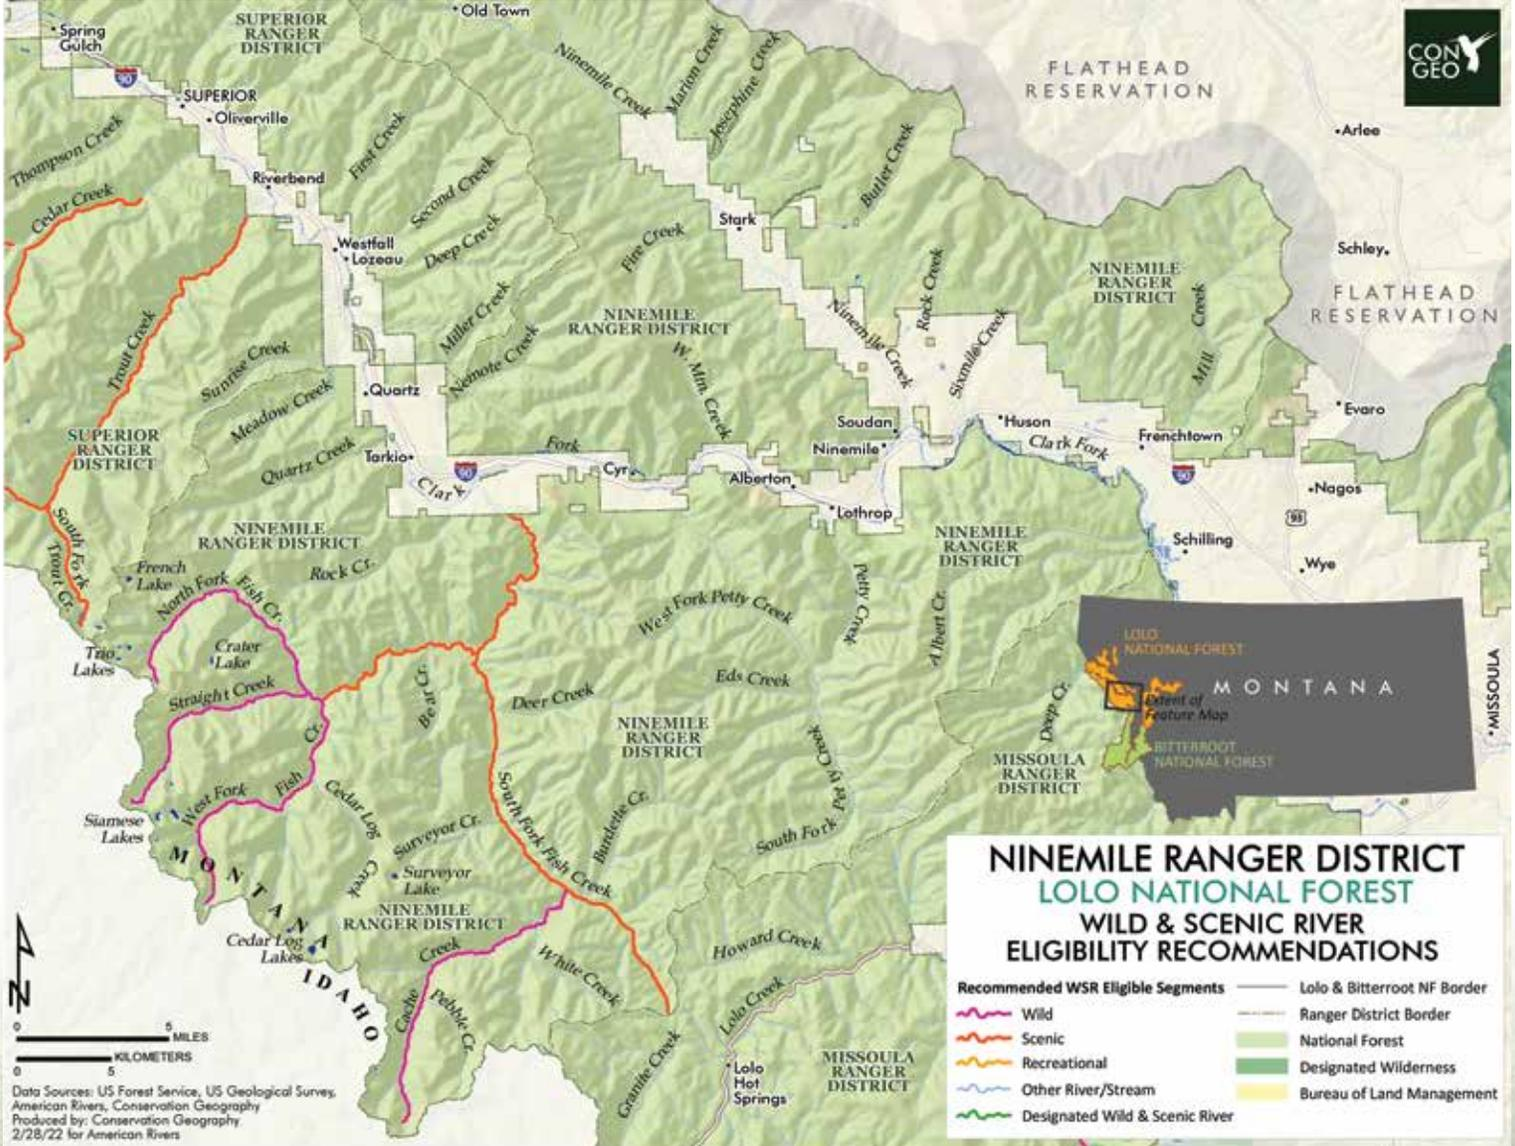 Spring
Gulch
SUPERIOR
RANGER
DISTRICT
Old Town
90
SUPERIOR
Oliverville
Thompson Creek
Cedar Creek
Riverbend
First Creek
Second Creek
Deep Creek
Westfall
Lozeau
Ninemile Creek
Marion Creek
Josephine Creek
Butler Creek
FLATHEAD
RESERVATION
CON
GEO
Arlee
Schley
FLATHEAD
RESERVATION
Stark
Fire Creek
Rock Creek
NINEMILE
RANGER
DISTRICT
Mill Creek
Trout Creek
Miller Creek
Nemote Creek
NINEMILE
RANGER DISTRICT
W. Mtn. Creek
Ninemile Creek
Sixmile Creek
Sunrise Creek
Meadow Creek
Quartz Creek
Quartz
Tarkio
SUPERIOR
RANGER
DISTRICT
Clark Fork
90
Cyr
Alberton
Soudan
Ninemile
Lothrop
Huson
Clark Fork
Frenchtown
90
Evaro
Nagos
93
Schilling
Wye
South Fork
Trout Cr.
NINEMILE
RANGER DISTRICT
French
Lake
Rock Cr.
North Fork Fish Cr.
Trio
Lakes
Crater
Lake
Straight Creek
Bear Cr.
Deer Creek
West Fork Petty Creek
Petty Creek
Eds Creek
Albert Cr.
NINEMILE
RANGER
DISTRICT
Deep Cr.
LOLO
NATIONAL FOREST
MONTANA
Extent of
Feature Map
BITTERROOT
NATIONAL FOREST
MISSOULA
NINEMILE
RANGER
DISTRICT
MISSOULA
RANGER
DISTRICT
Siamese
Lakes
West Fork Fish Cr.
Cedar Log
Creek
Surveyor Cr.
Surveyor
Lake
South Fork Fish Creek
Burdette Cr.
South Fork Petty Creek
MONTANA
IDAHO
Cedar Log
Lakes
NINEMILE
RANGER DISTRICT
Cache Creek
Pebble Cr.
White Creek
Howard Creek
Lolo Creek
Granite Creek
Lolo
Hot
Springs
MISSOULA
RANGER
DISTRICT
N
0 5
MILES
KILOMETERS
0 5
Data Sources: US Forest Service, US Geological Survey,
American Rivers, Conservation Geography
Produced by: Conservation Geography
2/28/22 for American Rivers
NINEMILE RANGER DISTRICT
LOLO NATIONAL FOREST
WILD & SCENIC RIVER
ELIGIBILITY RECOMMENDATIONS
Recommended WSR Eligible Segments
Wild
Scenic
Recreational
Other River/Stream
Designated Wild & Scenic River
Lolo & Bitterroot NF Border
Ranger District Border
National Forest
Designated Wilderness
Bureau of Land Management